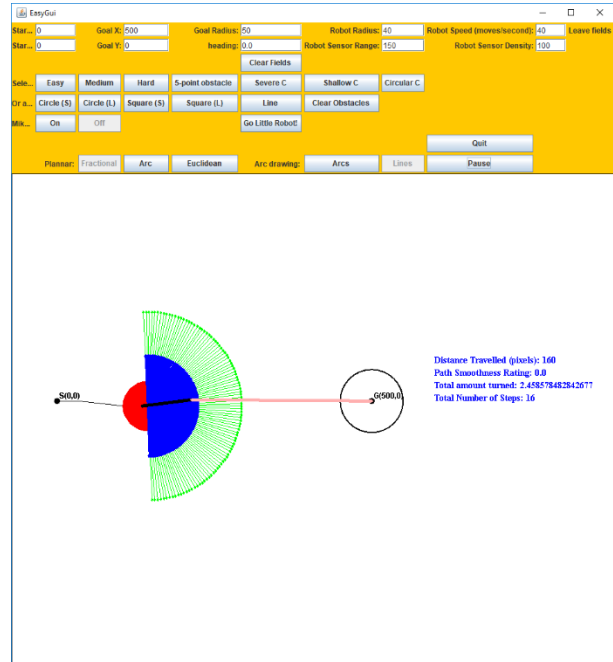 EasyGui
Star... 0 Goal X: 500 Goal Radius: 50 Robot Radius: 40 Robot Speed (moves/second): 40 Leave fields
Star... 0 Goal Y: 0 heading: 0.0 Robot Sensor Range: 150 Robot Sensor Density: 100
Clear Fields
Sele... Easy Medium Hard 5-point obstacle Severe C Shallow C Circular C
Or a... Circle (S) Circle (L) Square (S) Square (L) Line Clear Obstacles
Mik... On Off Go Little Robot!
Quit
Plannar: Fractional Arc Euclidean Arc drawing: Arcs Lines Pause
Distance Travelled (pixels): 160
Path Smoothness Rating: 0.0
Total amount turned: 2.458578482842677
Total Number of Steps: 16
S(0,0)
G(500,0)